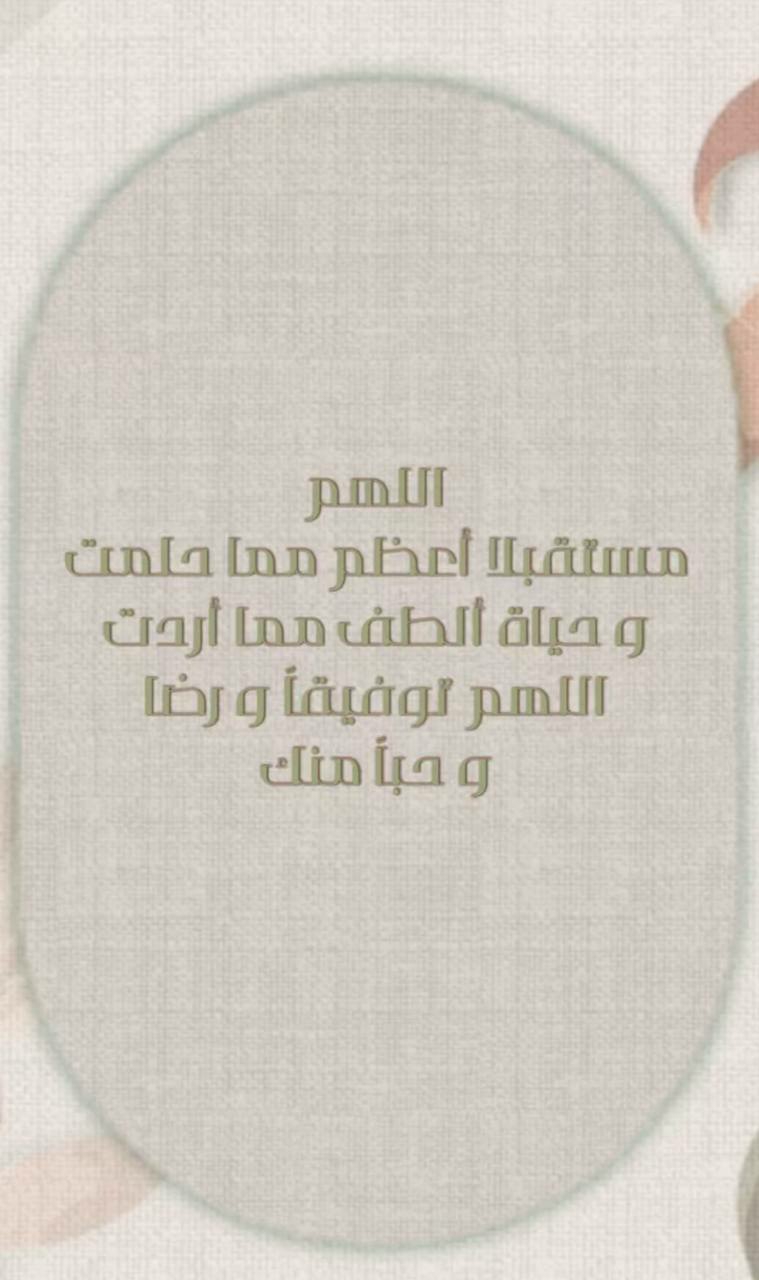 اللهم
مستقبلا أعظم مما حلمت
و حياة ألطف مما أردت
اللهم توفيقاً و رضا
و حباً منك